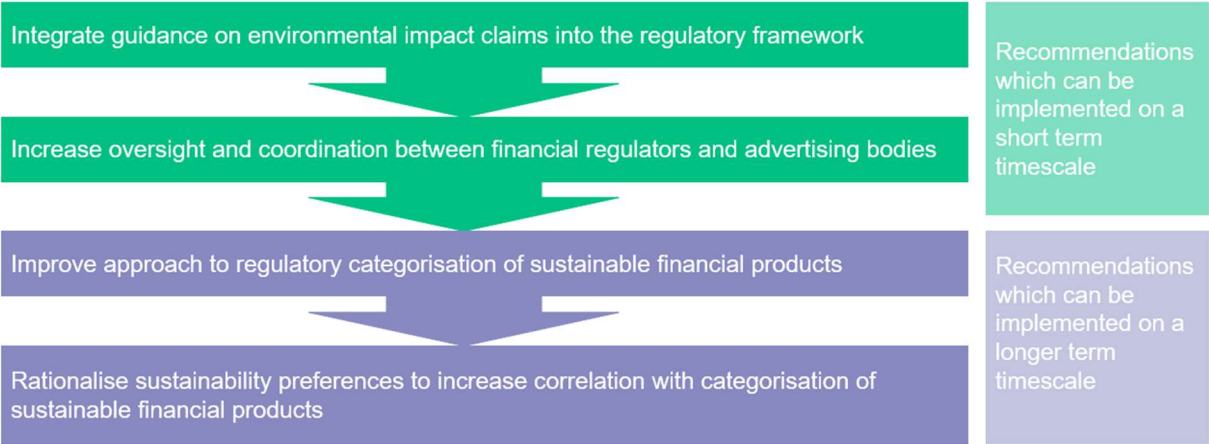 Integrate guidance on environmental impact claims into the regulatory framework
Increase oversight and coordination between financial regulators and advertising bodies
Recommendations
which can be
implemented on a
short term
timescale
Improve approach to regulatory categorisation of sustainable financial products
Rationalise sustainability preferences to increase correlation with categorisation of
sustainable financial products
Recommendations
which can be
implemented on a
longer term
timescale